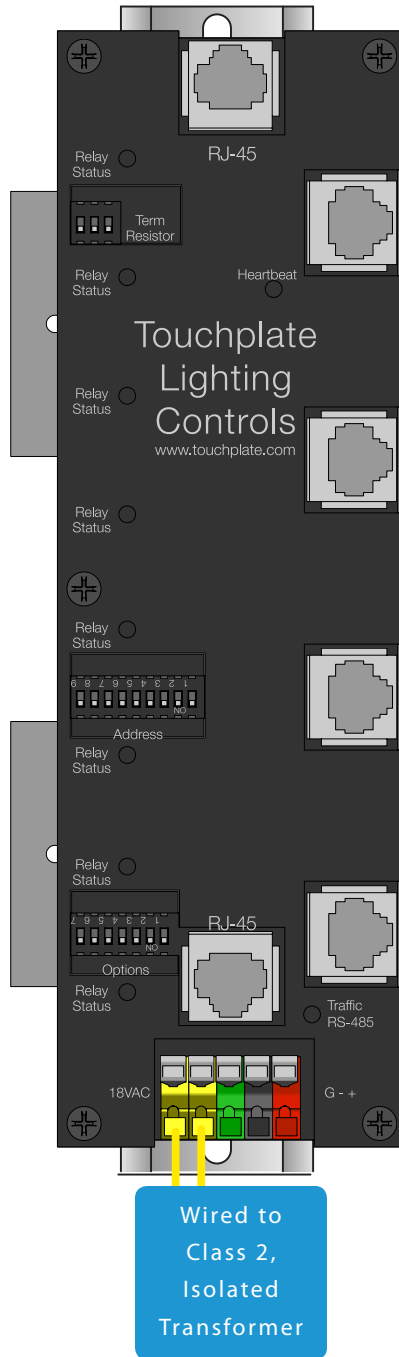 RJ-45
Relay
Status
Term
Resistor
Relay
Status
Heartbeat
Touchplate
Lighting
Controls
www.touchplate.com
Relay
Status
Relay
Status
Relay
Status
9 8 7 6 5 4 3 2 1
ON
Address
Relay
Status
Relay
Status
7 6 5 4 3 2 1
ON
Options
RJ-45
Relay
Status
Traffic
RS-485
18VAC
G - +
Wired to
Class 2,
Isolated
Transformer